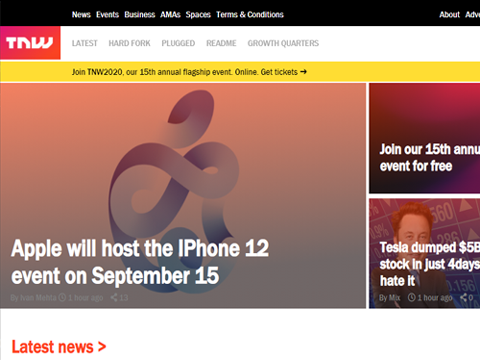 News Events Business AMAs Spaces Terms & Conditions About Adve
TNW LATEST HARD FORK PLUGGED README GROWTH QUARTERS
Join TNW2020, our 15th annual flagship event. Online. Get tickets →
Join our 15th annu
event for free
Apple will host the IPhone 12
event on September 15
By Ivan Mehta 1 hour ago 13
Tesla dumped $5B
stock in just 4days
hate it
By Mix 1 hour ago 0
Latest news >